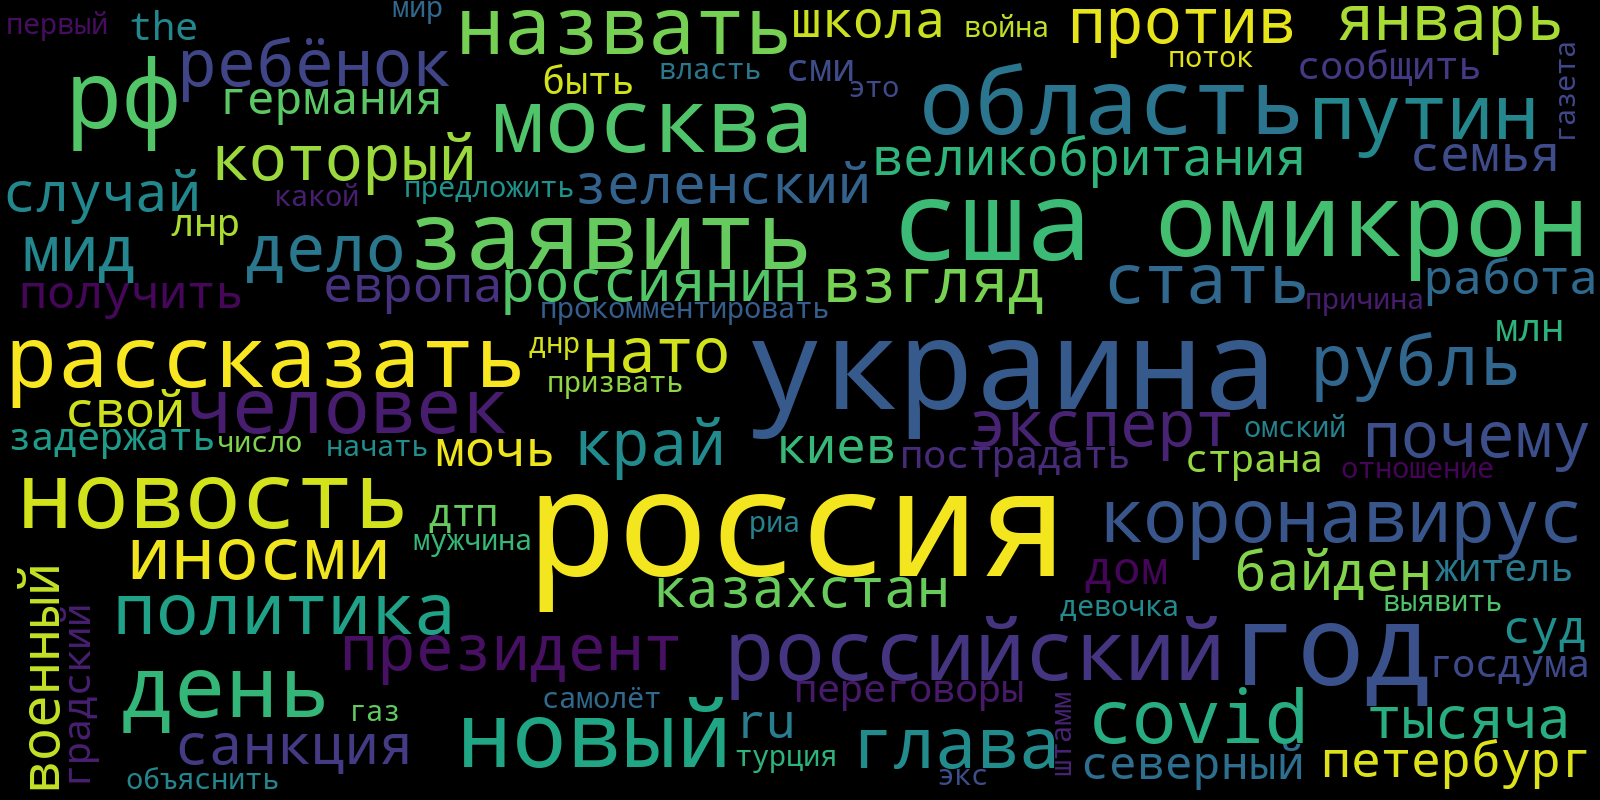 первый
the
мир
назвать
школа
война
против
январь
ребёнок
рф
германия
быть
власть
сми
это
поток
сообщить
газета
москва
область
путин
который
великобритания
семья
случай
какой
предложить
зеленский
лнр
мид
дело
заявить
сша
омикрон
получить
европа
россиянин
взгляд
стать
причина
работа
прокомментировать
млн
рассказать
днр
нато
украина
рубль
призвать
свой
человек
эксперт
омский
почему
задержать
число
начать
мочь
край
киев
пострадать
страна
отношение
новость
дтп
мужчина
россия
риа
коронавирус
иносми
казахстан
дом
байден
житель
военный
градский
политика
девочка
выявить
суд
президент
российский
год
госдума
день
газ
самолёт
переговоры
штамм
санкция
новый
ru
турция
глава
covid
тысяча
объяснить
экс
северный
петербург